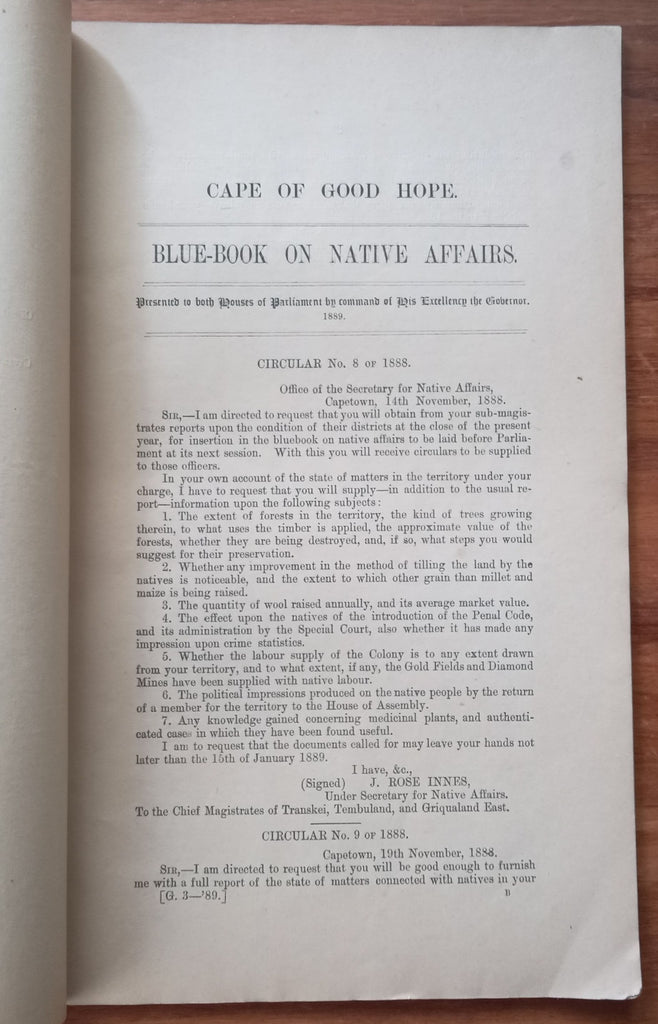 CAPE OF GOOD HOPE.
BLUE-BOOK ON NATIVE AFFAIRS.
Presented to both Houses of Parliament by command of His Excellency the Governor.
1889.
CIRCULAR No. 8 OF 1888.
Office of the Secretary for Native Affairs,
Capetown, 14th November, 1888.
SIR,—I am directed to request that you will obtain from your sub-magis-
trates reports upon the condition of their districts at the close of the present
year, for insertion in the bluebook on native affairs to be laid before Parlia-
ment at its next session. With this you will receive circulars to be supplied
to those officers.
In your own account of the state of matters in the territory under your
charge, I have to request that you will supply—in addition to the usual re-
port—information upon the following subjects:
1. The extent of forests in the territory, the kind of trees growing
therein, to what uses the timber is applied, the approximate value of the
forests, whether they are being destroyed, and, if so, what steps you would
suggest for their preservation.
2. Whether any improvement in the method of tilling the land by the
natives is noticeable, and the extent to which other grain than millet and
maize is being raised.
3. The quantity of wool raised annually, and its average market value.
4. The effect upon the natives of the introduction of the Penal Code,
and its administration by the Special Court, also whether it has made any
impression upon crime statistics.
5. Whether the labour supply of the Colony is to any extent drawn
from your territory, and to what extent, if any, the Gold Fields and Diamond
Mines have been supplied with native labour.
6. The political impressions produced on the native people by the return
of a member for the territory to the House of Assembly.
7. Any knowledge gained concerning medicinal plants, and authenti-
cated cases in which they have been found useful.
I am to request that the documents called for may leave your hands not
later than the 15th of January 1889.
I have, &c.,
(Signed) J. ROSE INNES,
Under Secretary for Native Affairs.
To the Chief Magistrates of Transkei, Tembuland, and Griqualand East.
CIRCULAR No. 9 OF 1888.
Capetown, 19th November, 1888.
SIR,—I am directed to request that you will be good enough to furnish
me with a full report of the state of matters connected with natives in your
[G. 3—'89.] B